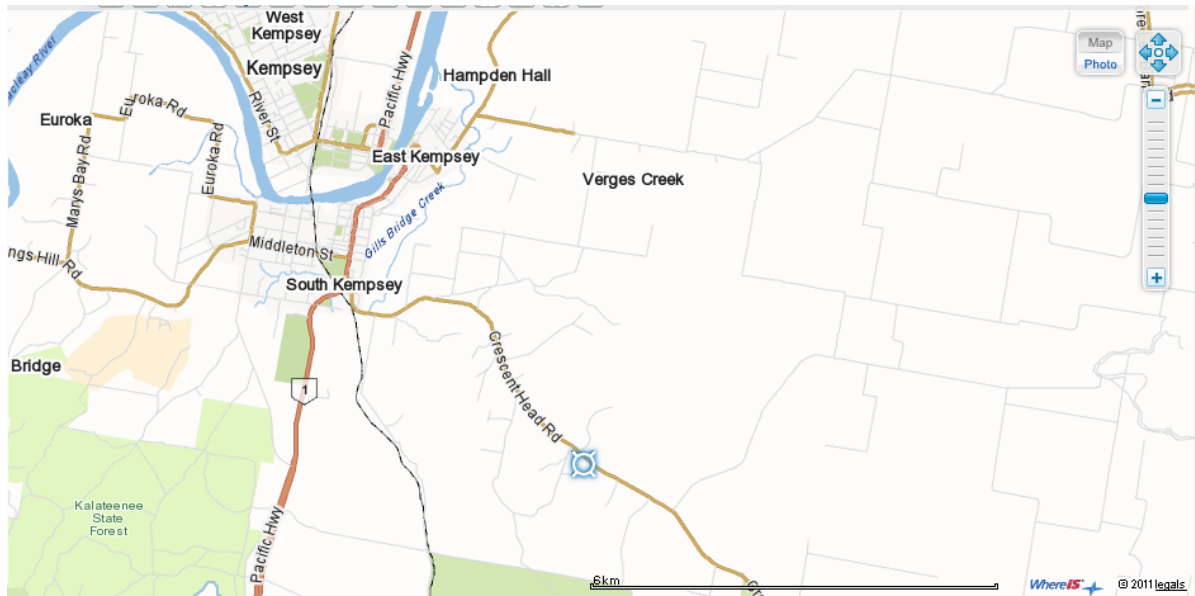 West
Kempsey
Kempsey
Macleay River
Hampden Hall
Pacific Hwy
Map
Photo
Euroka Rd
Euroka
River St
Euroka Rd
Marys Bay Rd
East Kempsey
Verges Creek
Gills Bridge Creek
Middleton St
ngs Hill Rd
South Kempsey
Crescent Head Rd
Bridge
1
Kalateenee
State
Forest
Pacific Hwy
6km
WhereiS
© 2011 legals